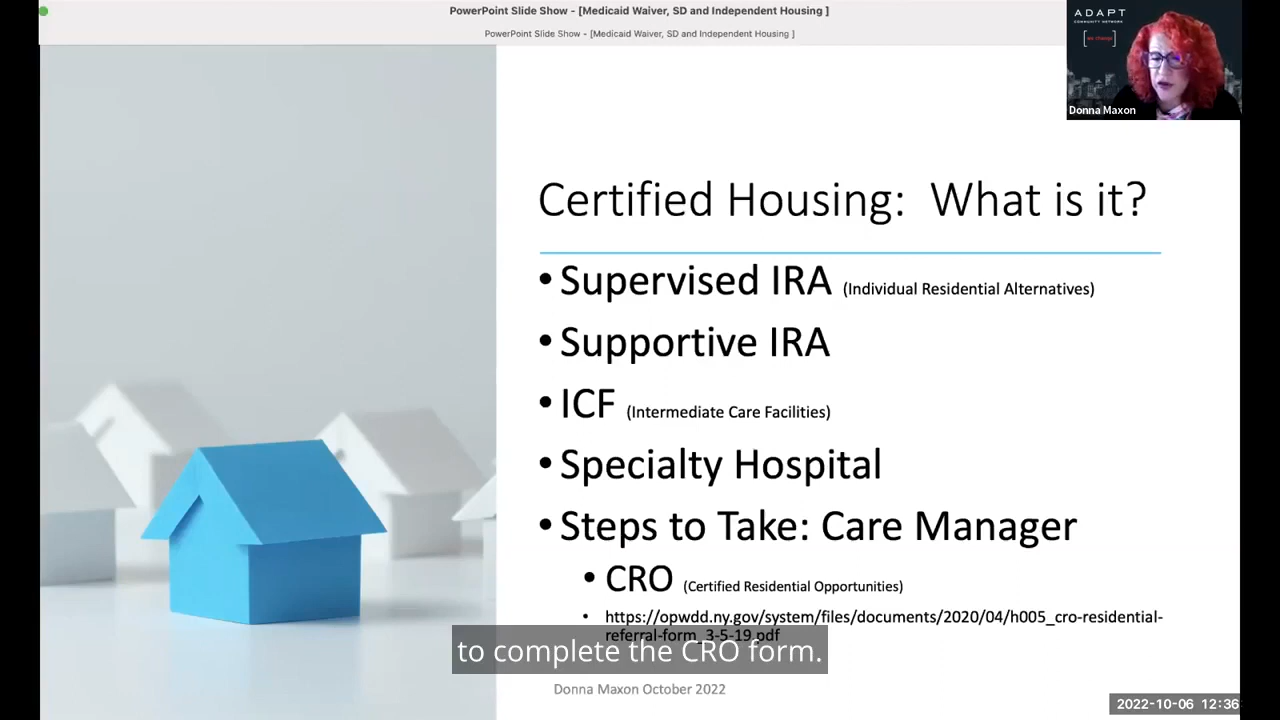 PowerPoint Slide Show - [Medicaid Waiver, SD and Independent Housing ]
PowerPoint Slide Show - [Medicaid Waiver, SD and Independent Housing ]
ADAPT
COMMUNITY NETWORK
[we change]
Donna Maxon
Certified Housing:  What is it?
• Supervised IRA (Individual Residential Alternatives)
• Supportive IRA
• ICF (Intermediate Care Facilities)
• Specialty Hospital
• Steps to Take: Care Manager
• CRO (Certified Residential Opportunities)
• https://opwdd.ny.gov/system/files/documents/2020/04/h005_cro-residential-
referral-form_3-5-19.pdf
to complete the CRO form.
Donna Maxon October 2022
2022-10-06 12:36